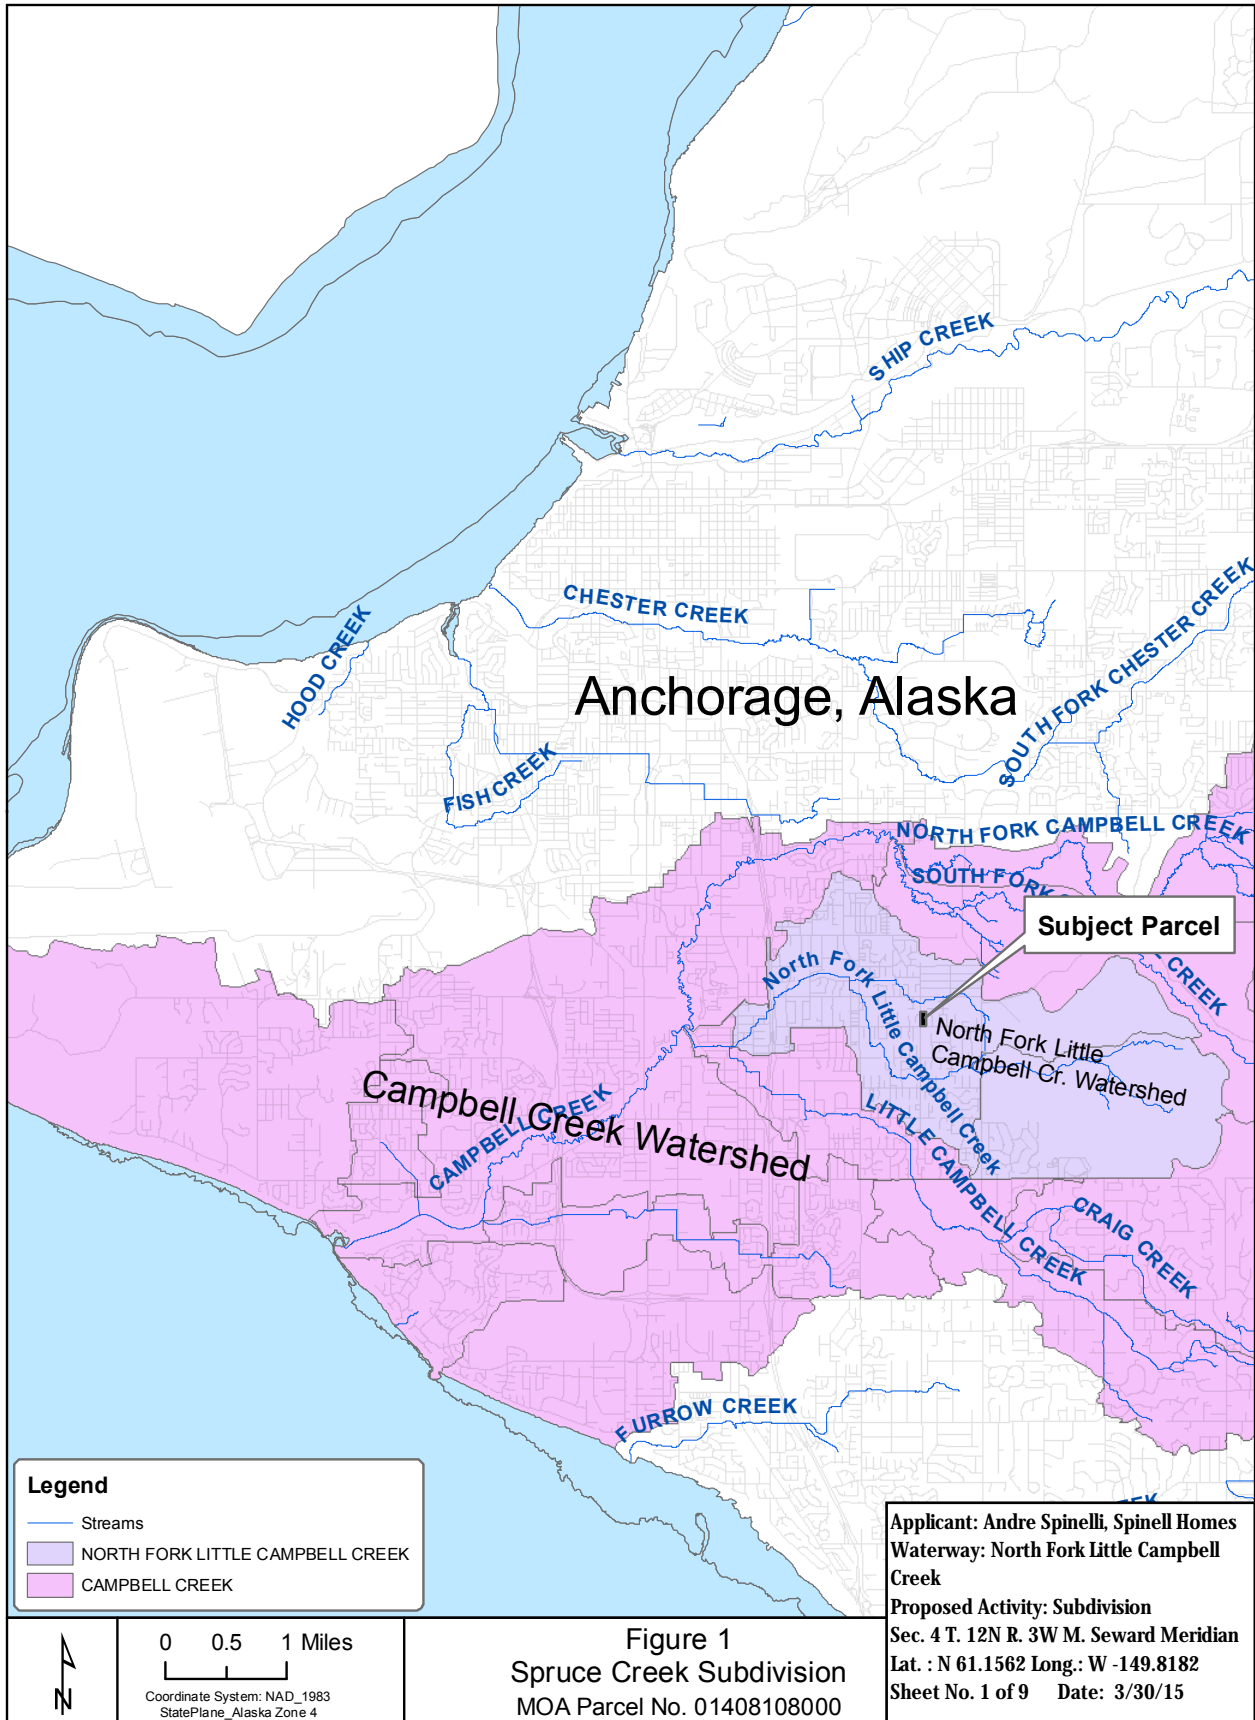 SHIP CREEK
CHESTER CREEK
HOOD CREEK
SOUTH FORK CHESTER CREEK
Anchorage, Alaska
FISH CREEK
NORTH FORK CAMPBELL CREEK
SOUTH FORK
CREEK
Subject Parcel
North Fork Little Campbell Creek
North Fork Little
Campbell Cr. Watershed
Campbell Creek Watershed
CAMPBELL CREEK
LITTLE CAMPBELL CREEK
CRAIG CREEK
FURROW CREEK
Legend
Streams
NORTH FORK LITTLE CAMPBELL CREEK
CAMPBELL CREEK
N
0 0.5 1 Miles
Coordinate System: NAD_1983
StatePlane_Alaska Zone 4
Figure 1
Spruce Creek Subdivision
MOA Parcel No. 01408108000
Applicant: Andre Spinelli, Spinell Homes
Waterway: North Fork Little Campbell
Creek
Proposed Activity: Subdivision
Sec. 4 T. 12N R. 3W M. Seward Meridian
Lat. : N 61.1562 Long.: W -149.8182
Sheet No. 1 of 9 Date: 3/30/15